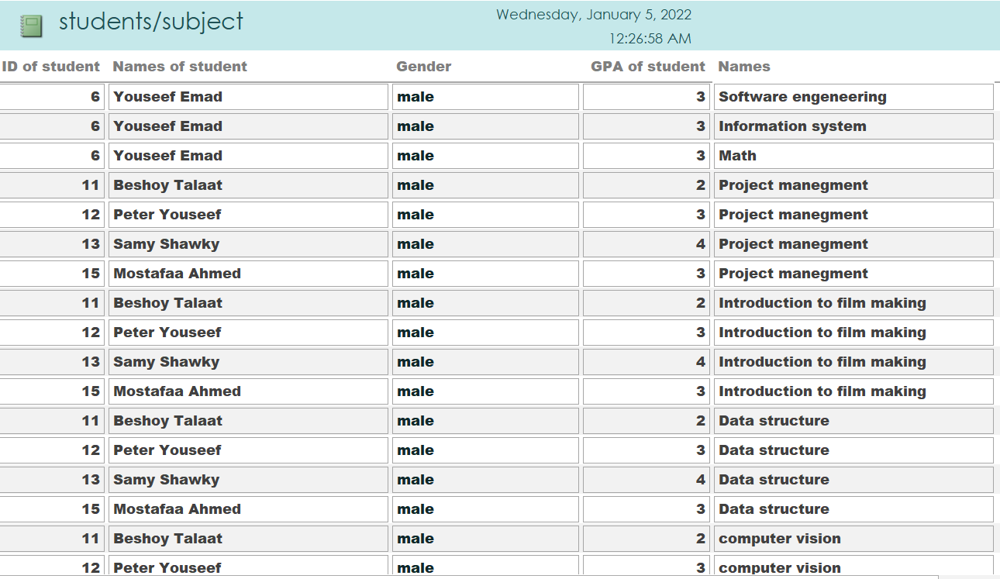 students/subject
Wednesday, January 5, 2022
12:26:58 AM
ID of student Names of student Gender GPA of student Names
6 Youseef Emad male 3 Software engeneering
6 Youseef Emad male 3 Information system
6 Youseef Emad male 3 Math
11 Beshoy Talaat male 2 Project manegment
12 Peter Youseef male 3 Project manegment
13 Samy Shawky male 4 Project manegment
15 Mostafaa Ahmed male 3 Project manegment
11 Beshoy Talaat male 2 Introduction to film making
12 Peter Youseef male 3 Introduction to film making
13 Samy Shawky male 4 Introduction to film making
15 Mostafaa Ahmed male 3 Introduction to film making
11 Beshoy Talaat male 2 Data structure
12 Peter Youseef male 3 Data structure
13 Samy Shawky male 4 Data structure
15 Mostafaa Ahmed male 3 Data structure
11 Beshoy Talaat male 2 computer vision
12 Peter Youseef male 3 computer vision